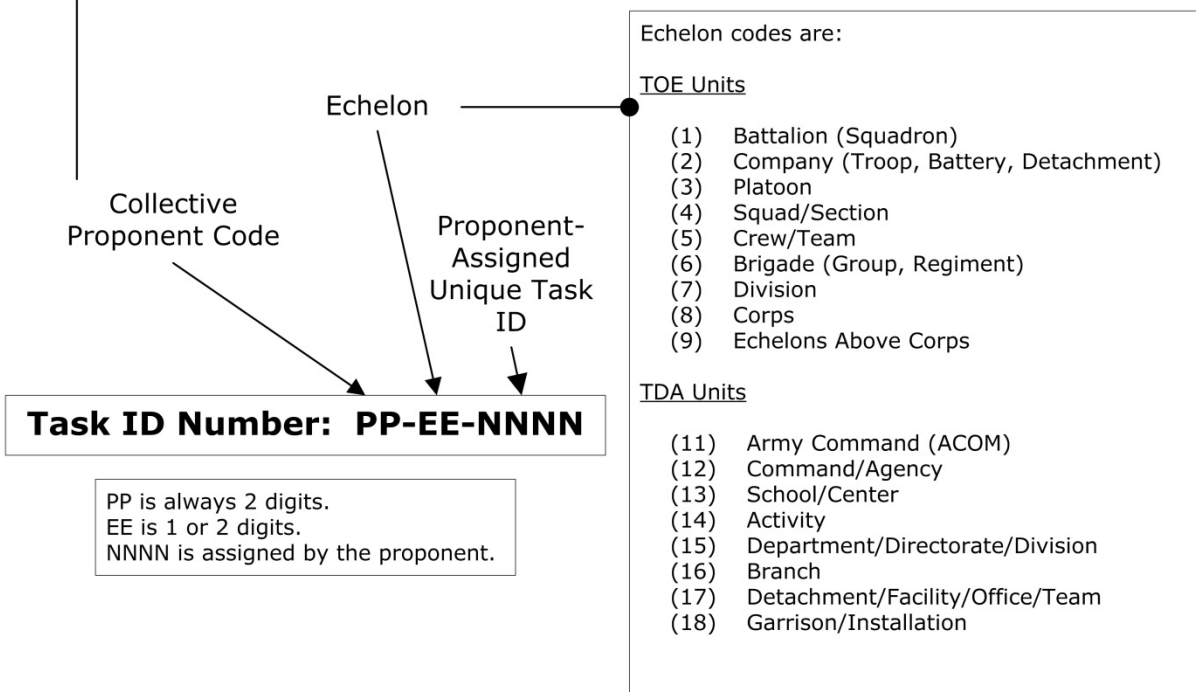 Echelon
Collective
Proponent Code
Proponent-
Assigned
Unique Task
ID
Task ID Number: PP-EE-NNNN
PP is always 2 digits.
EE is 1 or 2 digits.
NNNN is assigned by the proponent.
Echelon codes are:
TOE Units
(1) Battalion (Squadron)
(2) Company (Troop, Battery, Detachment)
(3) Platoon
(4) Squad/Section
(5) Crew/Team
(6) Brigade (Group, Regiment)
(7) Division
(8) Corps
(9) Echelons Above Corps
TDA Units
(11) Army Command (ACOM)
(12) Command/Agency
(13) School/Center
(14) Activity
(15) Department/Directorate/Division
(16) Branch
(17) Detachment/Facility/Office/Team
(18) Garrison/Installation